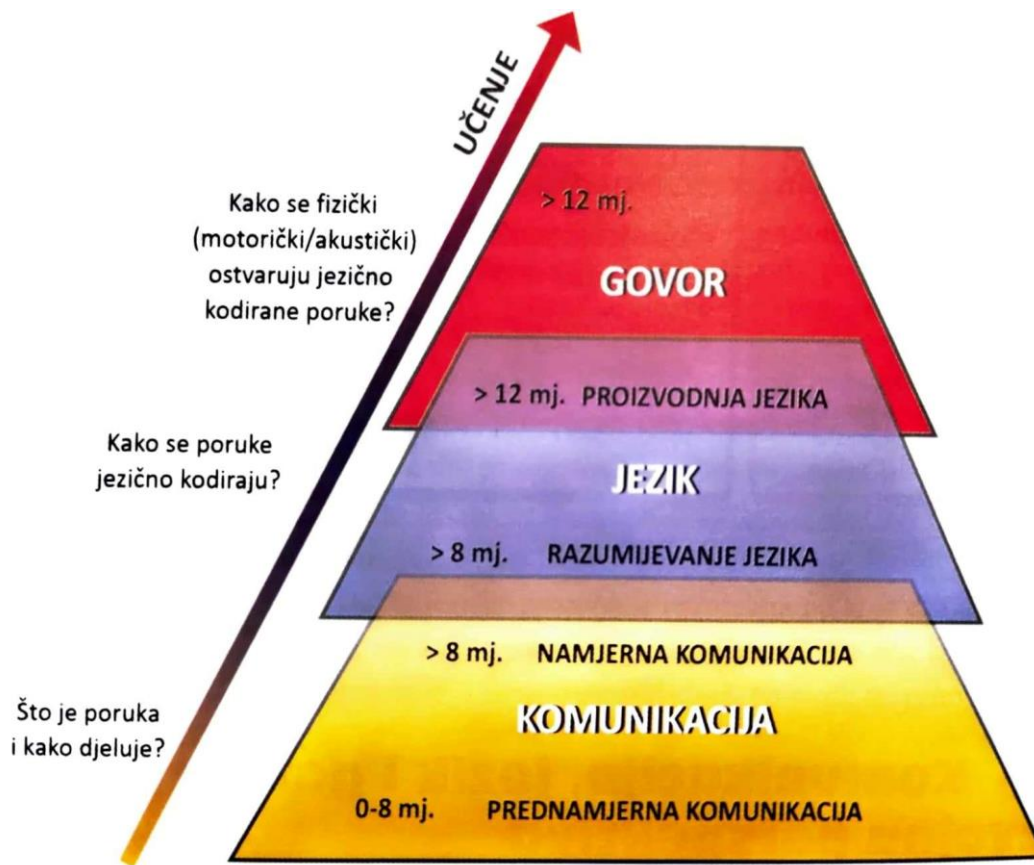 UČENJE
Kako se fizički
(motorički/akustički)
ostvaruju jezično
kodirane poruke?
> 12 mj.
GOVOR
> 12 mj. PROIZVODNJA JEZIKA
Kako se poruke
jezično kodiraju?
JEZIK
> 8 mj. RAZUMIJEVANJE JEZIKA
> 8 mj. NAMJERNA KOMUNIKACIJA
Što je poruka
i kako djeluje?
KOMUNIKACIJA
0-8 mj. PREDNAMJERNA KOMUNIKACIJA